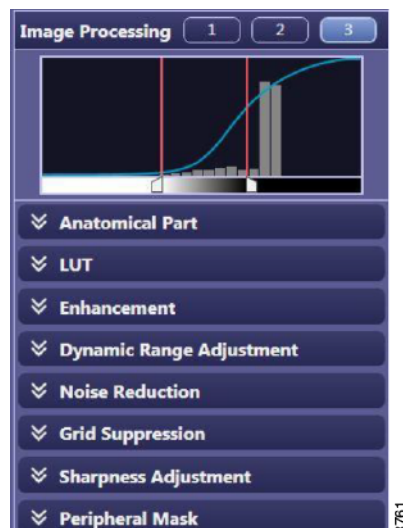 Image Processing 1 2 3
Anatomical Part
LUT
Enhancement
Dynamic Range Adjustment
Noise Reduction
Grid Suppression
Sharpness Adjustment
Peripheral Mask